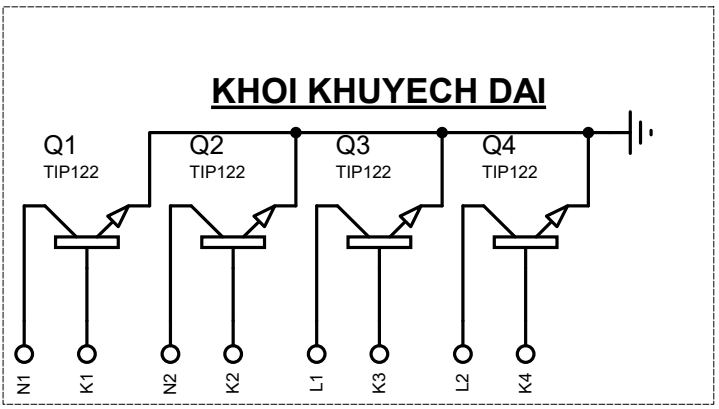 KHOI KHUYECH DAI
Q1 Q2 Q3 Q4
TIP122 TIP122 TIP122 TIP122
N1 K1 N2 K2 L1 K3 L2 K4